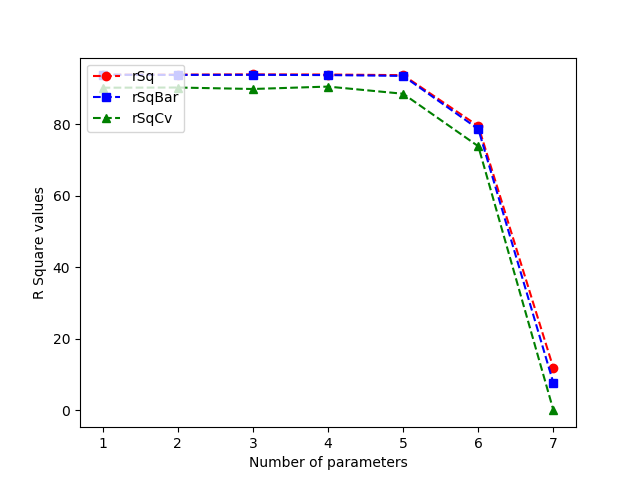 rSq
rSqBar
rSqCv
R Square values
80
60
40
20
0
1 2 3 4 5 6 7
Number of parameters